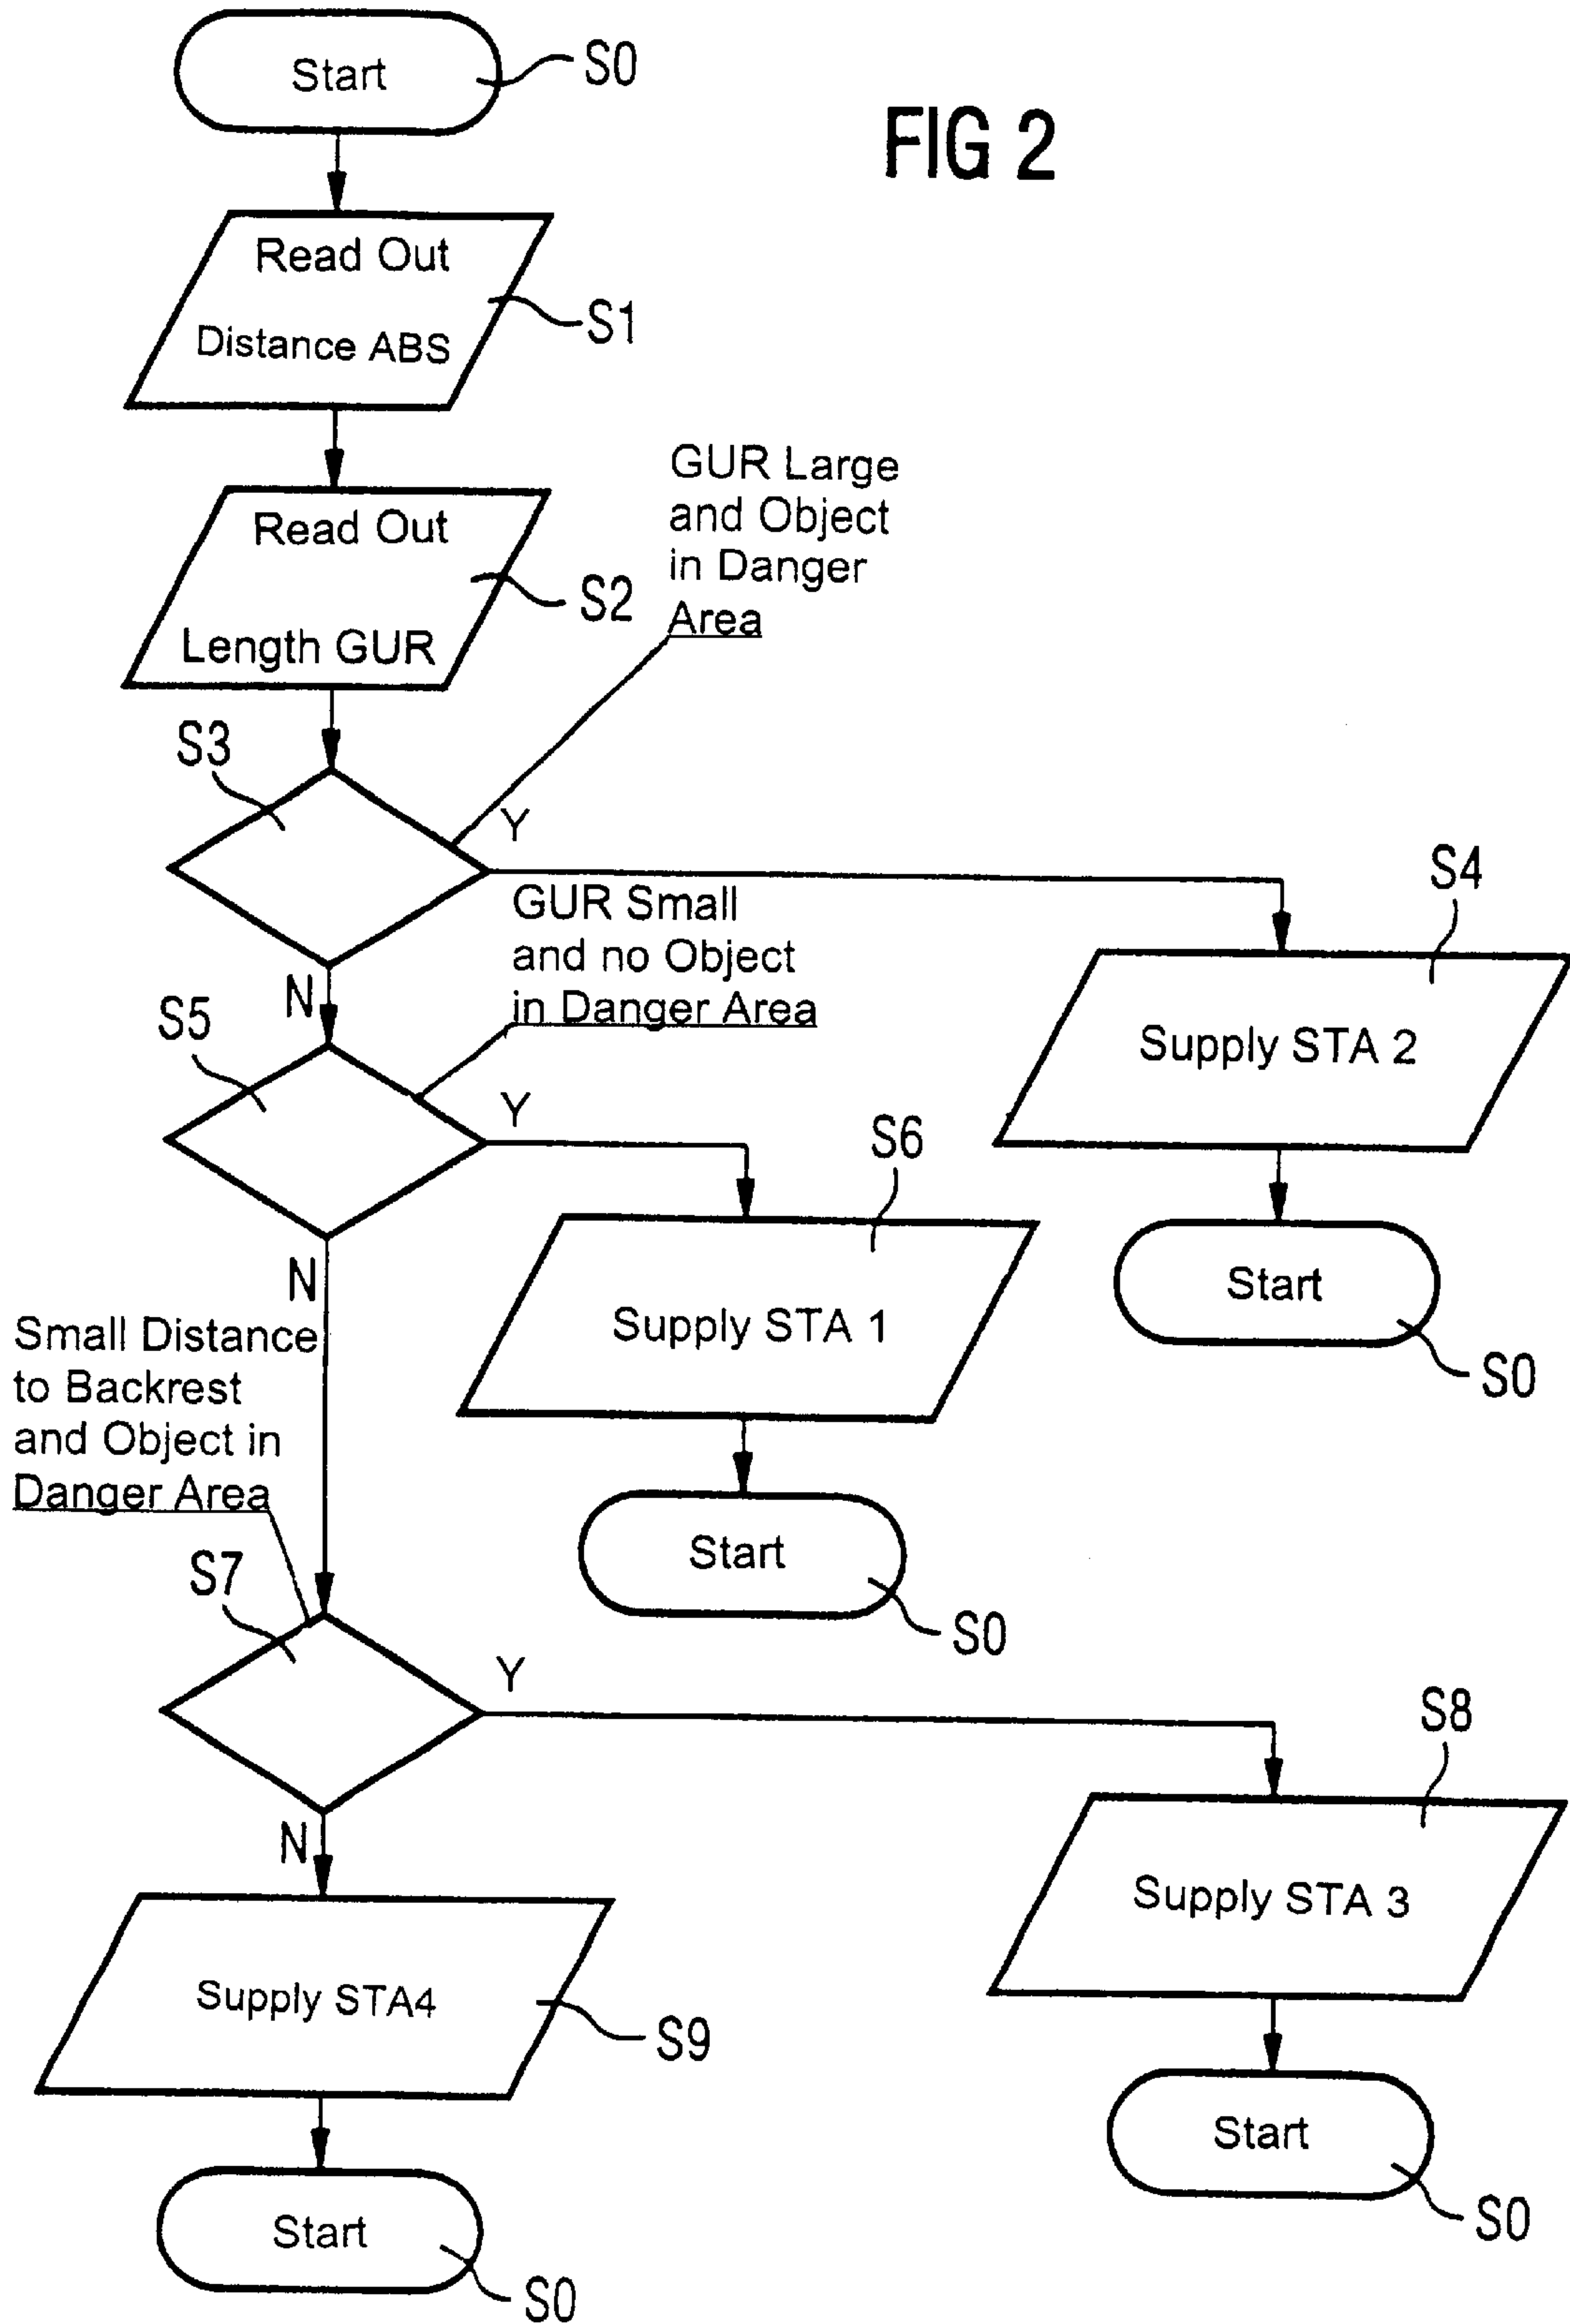 Start
S0
FIG 2
Read Out
Distance ABS
S1
Read Out
Length GUR
S2
GUR Large
and Object
in Danger
Area
S3
Y
N
S4
Supply STA 2
Start
S0
GUR Small
and no Object
in Danger Area
S5
Y
N
S6
Supply STA 1
Start
S0
Small Distance
to Backrest
and Object in
Danger Area
S7
Y
N
S8
Supply STA 3
Start
S0
Supply STA4
S9
Start
S0